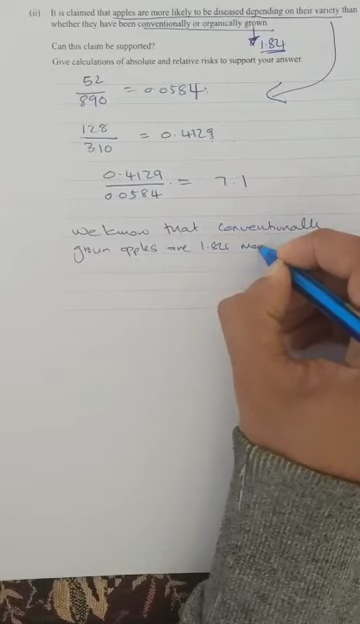 (ii) It is claimed that apples are more likely to be diseased depending on their variety than
whether they have been conventionally or organically grown.
1.84
Can this claim be supported?
Give calculations of absolute and relative risks to support your answer.
52
890
= 0.0584
128
310
= 0.4129
0.4129
0.0584
= 7.1
We know that conventionally
grown apples are